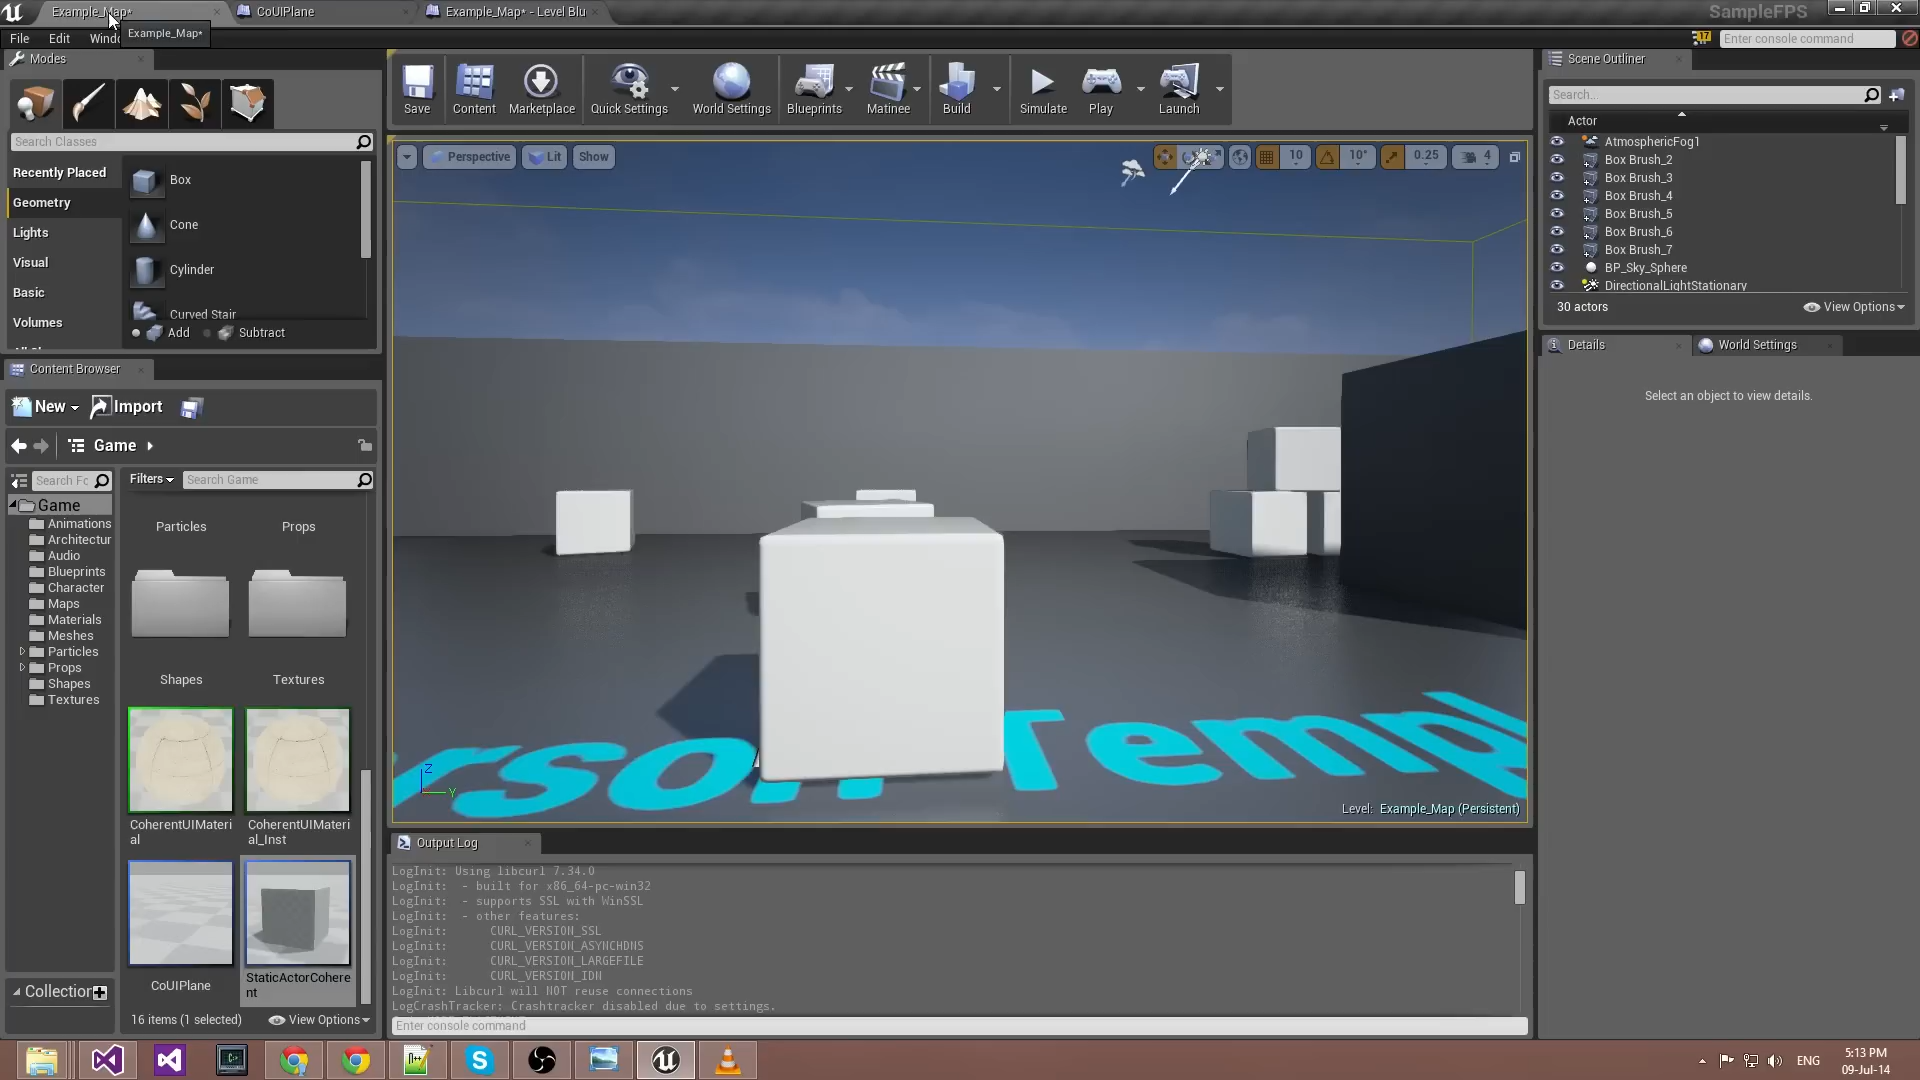 Example_Map*
CoUIPlane
Example_Map* - Level Blu
SampleFPS
File
Edit
Example_Map*
17
Enter console command
Modes
Save
Content
Marketplace
Quick Settings
World Settings
Blueprints
Matinee
Build
Simulate
Play
Launch
Search Classes
Recently Placed
Geometry
Lights
Visual
Basic
Volumes
Box
Cone
Cylinder
Curved Stair
Add
Subtract
Content Browser
New
Import
Game
Filters
Search Game
Game
Animations
Architectur
Audio
Blueprints
Character
Maps
Materials
Meshes
Particles
Props
Shapes
Textures
Particles
Props
Shapes
Textures
CoherentUIMateri
al
CoherentUIMateri
al_Inst
CoUIPlane
StaticActorCohere
nt
Collection
16 items (1 selected)
View Options
Perspective
Lit
Show
10
10°
0.25
4
Z
Y
Level: Example_Map (Persistent)
Output Log
LogInit: Using libcurl 7.34.0
LogInit: - built for x86_64-pc-win32
LogInit: - supports SSL with WinSSL
LogInit: - other features:
LogInit: CURL_VERSION_SSL
LogInit: CURL_VERSION_ASYNCHDNS
LogInit: CURL_VERSION_LARGEFILE
LogInit: CURL_VERSION_IDN
LogInit: Libcurl will NOT reuse connections
LogCrashTracker: Crashtracker disabled due to settings.
Enter console command
Scene Outliner
Search...
Actor
AtmosphericFog1
Box Brush_2
Box Brush_3
Box Brush_4
Box Brush_5
Box Brush_6
Box Brush_7
BP_Sky_Sphere
DirectionalLightStationary
30 actors
View Options
Details
World Settings
Select an object to view details.
ENG
5:13 PM
09-Jul-14